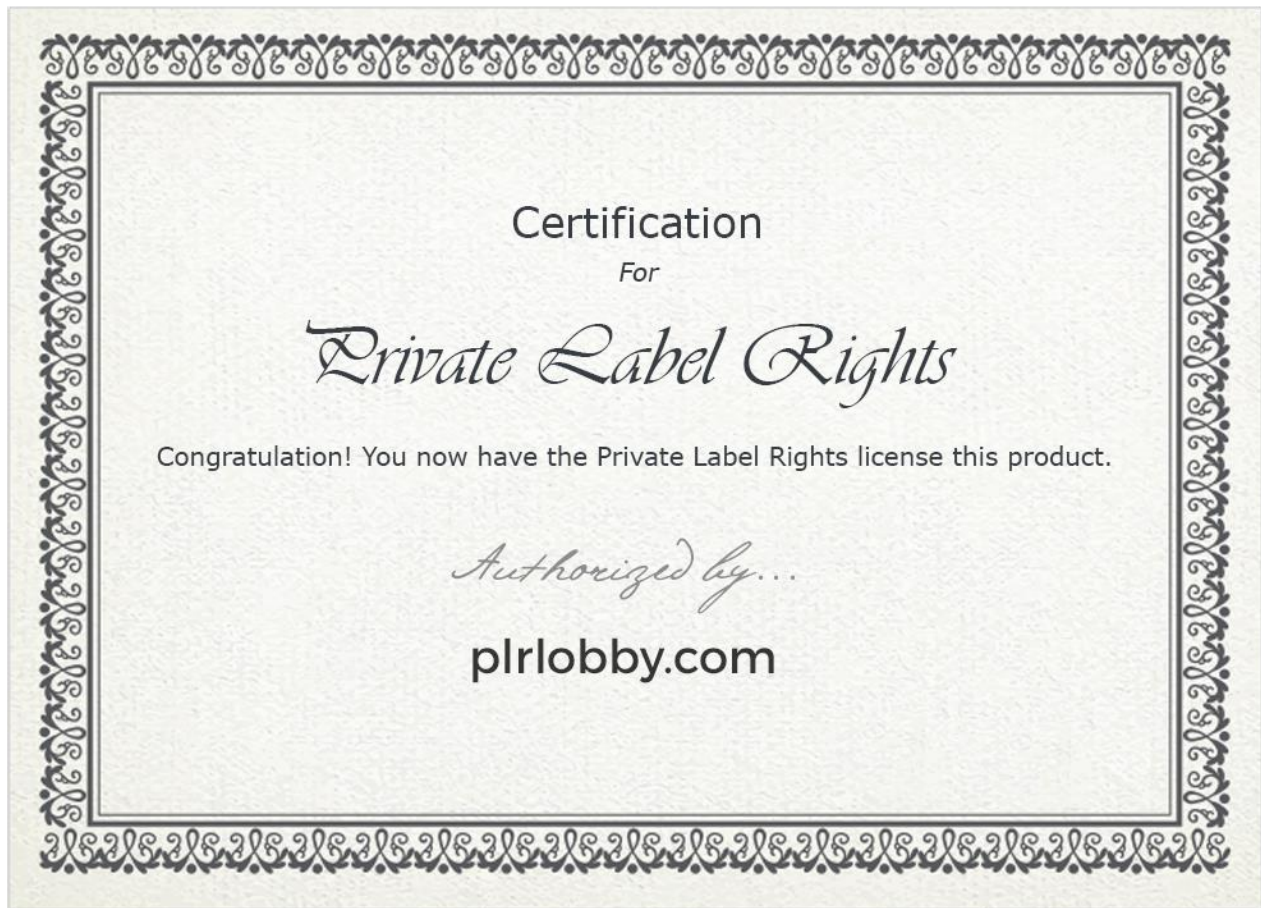 Certification
For
Private Label Rights
Congratulation! You now have the Private Label Rights license this product.
Authorized by...
plrlobby.com